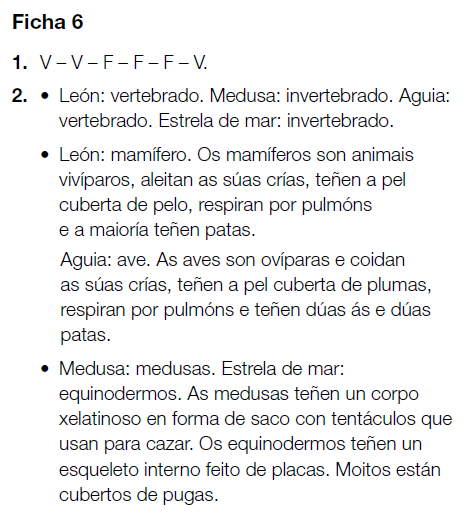 Ficha 6
1. V – V – F – F – F – V.
2. • León: vertebrado. Medusa: invertebrado. Aguia:
vertebrado. Estrela de mar: invertebrado.
• León: mamífero. Os mamíferos son animais
vivíparos, aleitan as súas crías, teñen a pel
cuberta de pelo, respiran por pulmóns
e a maioría teñen patas.
Aguia: ave. As aves son ovíparas e coidan
as súas crías, teñen a pel cuberta de plumas,
respiran por pulmóns e teñen dúas ás e dúas
patas.
• Medusa: medusas. Estrela de mar:
equinodermos. As medusas teñen un corpo
xelatinoso en forma de saco con tentáculos que
usan para cazar. Os equinodermos teñen un
esqueleto interno feito de placas. Moitos están
cubertos de pugas.